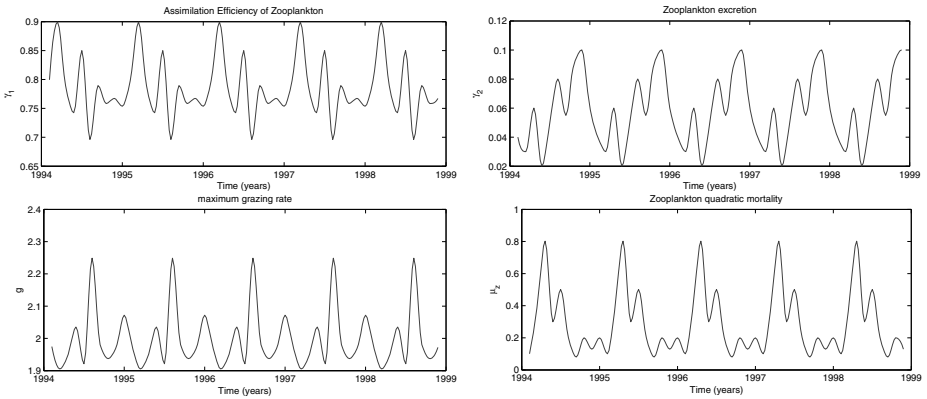 Assimilation Efficiency of Zooplankton
0.9
0.85
0.8
0.75
0.7
0.65
γ1
1994 1995 1996 1997 1998 1999
Time (years)
Zooplankton excretion
0.12
0.1
0.08
0.06
0.04
0.02
γ2
1994 1995 1996 1997 1998 1999
Time (years)
maximum grazing rate
2.4
2.3
2.2
2.1
2
1.9
g
1994 1995 1996 1997 1998 1999
Time (years)
Zooplankton quadratic mortality
1
0.8
0.6
0.4
0.2
0
μz
1994 1995 1996 1997 1998 1999
Time (years)